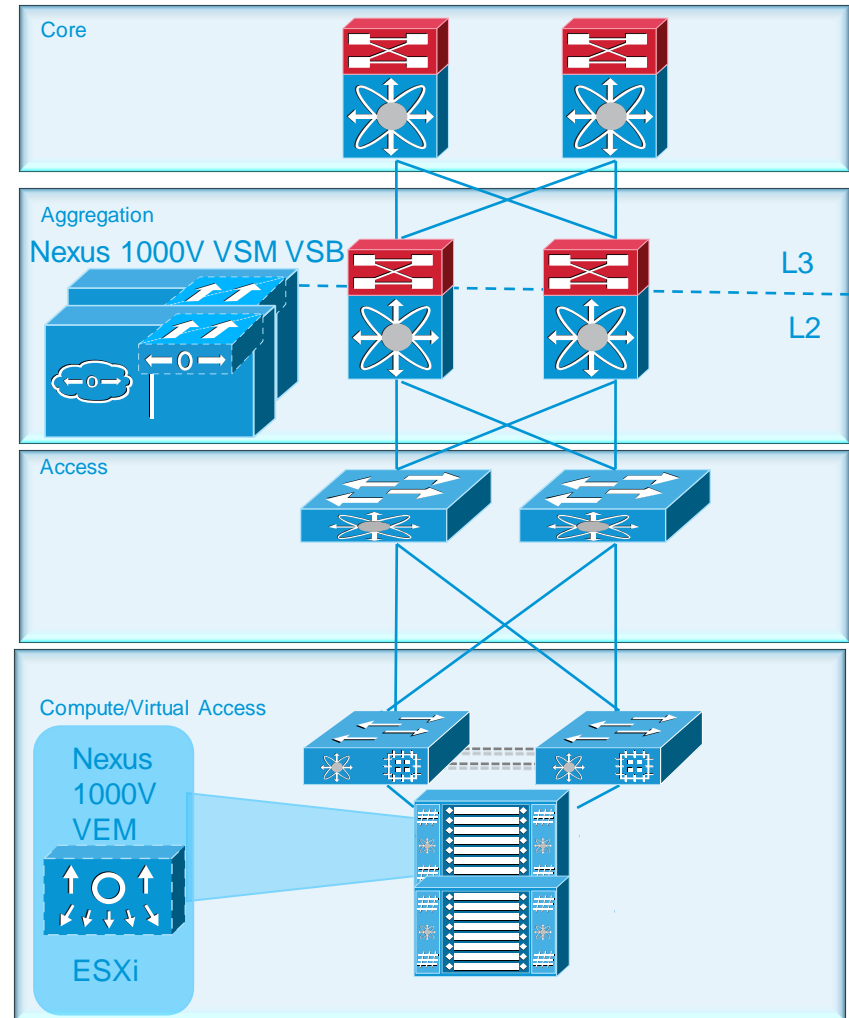 Core
Aggregation
Nexus 1000V VSM VSB
L3
L2
Access
Compute/Virtual Access
Nexus
1000V
VEM
ESXi